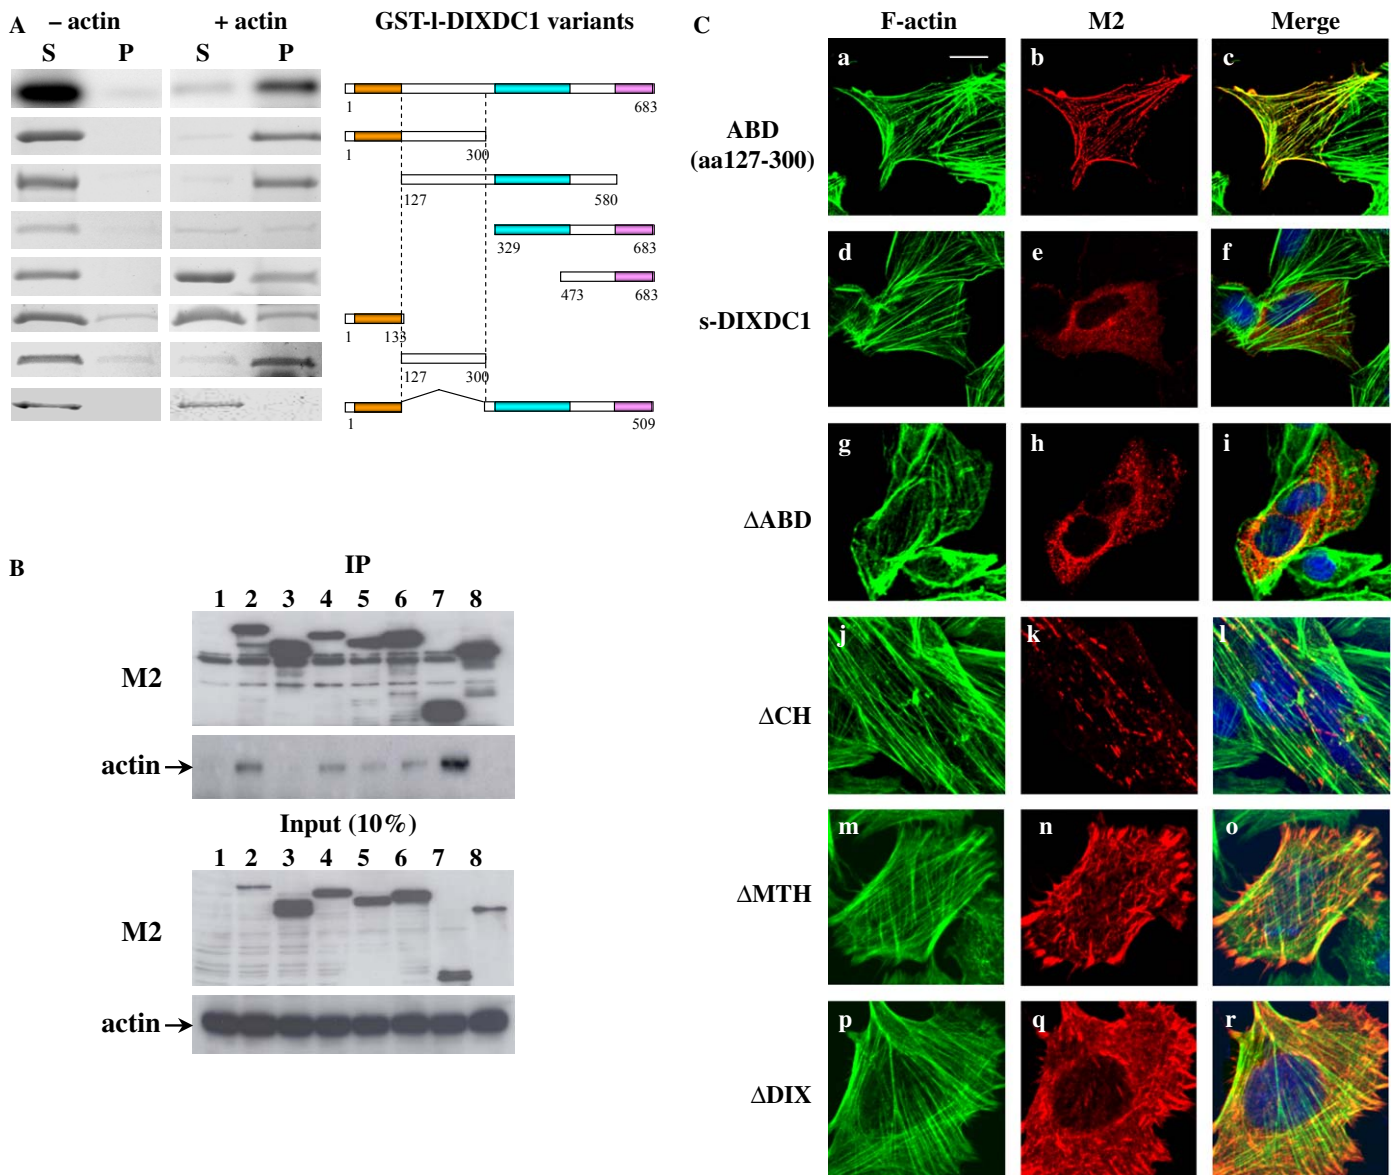 A
− actin
+ actin
GST-l-DIXDC1 variants
S P S P
1 683
1 300
127 580
329 683
473 683
1 133
127 300
1 509
B
IP
1 2 3 4 5 6 7 8
M2
actin
Input (10%)
1 2 3 4 5 6 7 8
M2
actin
C
F-actin M2 Merge
ABD
(aa127-300)
a b c
s-DIXDC1
d e f
ΔABD
g h i
ΔCH
j k l
ΔMTH
m n o
ΔDIX
p q r